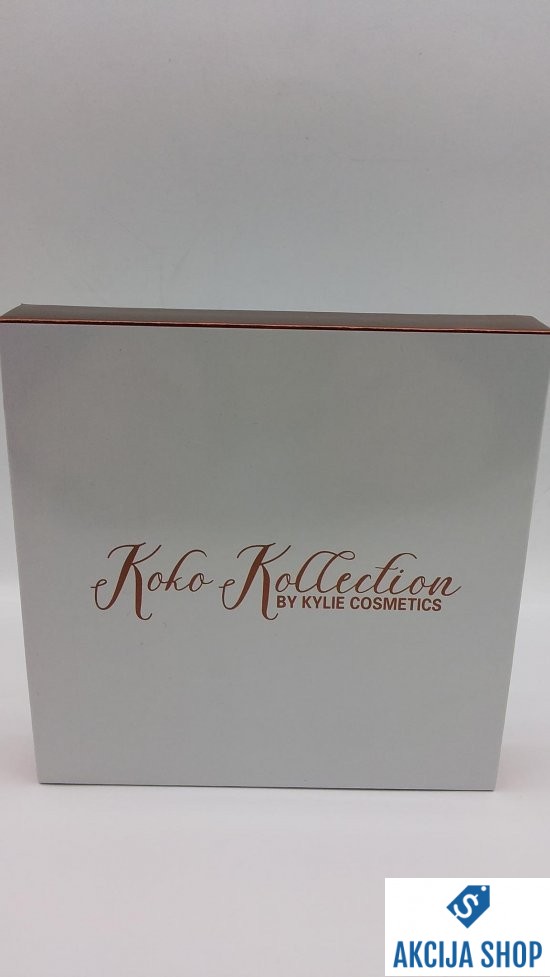 Koko Kollection
BY KYLIE COSMETICS
AKCIJA SHOP